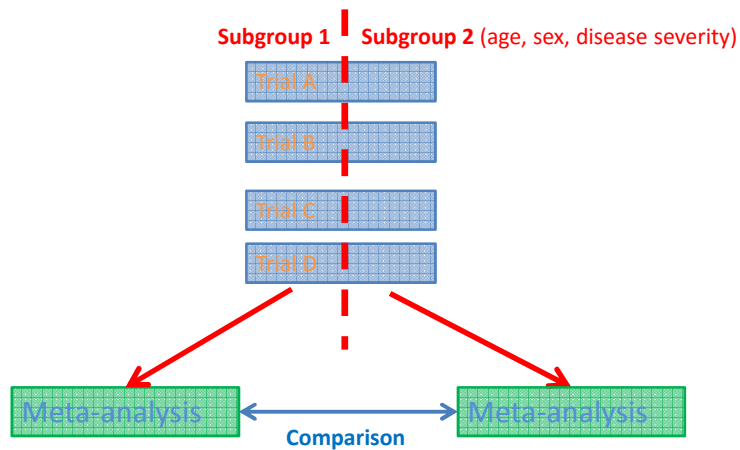 Subgroup 1 Subgroup 2 (age, sex, disease severity)
Trial A
Trial B
Trial C
Trial D
Meta-analysis Meta-analysis
Comparison